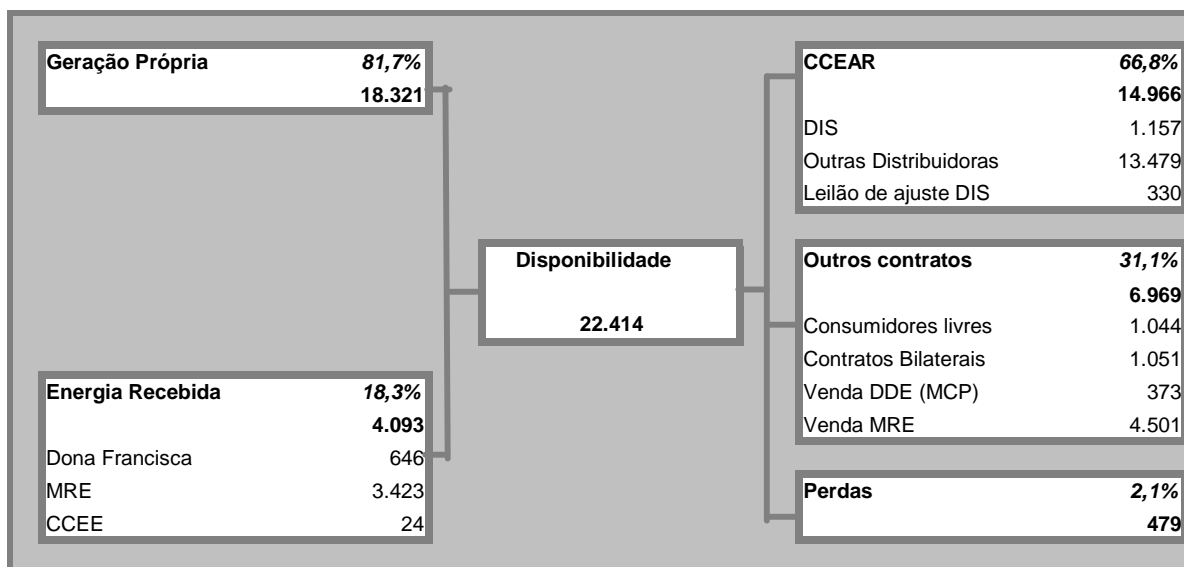 Geração Própria 81,7%
18.321
Energia Recebida 18,3%
4.093
Dona Francisca 646
MRE 3.423
CCEE 24
Disponibilidade
22.414
CCEAR 66,8%
14.966
DIS 1.157
Outras Distribuidoras 13.479
Leilão de ajuste DIS 330
Outros contratos 31,1%
6.969
Consumidores livres 1.044
Contratos Bilaterais 1.051
Venda DDE (MCP) 373
Venda MRE 4.501
Perdas 2,1%
479